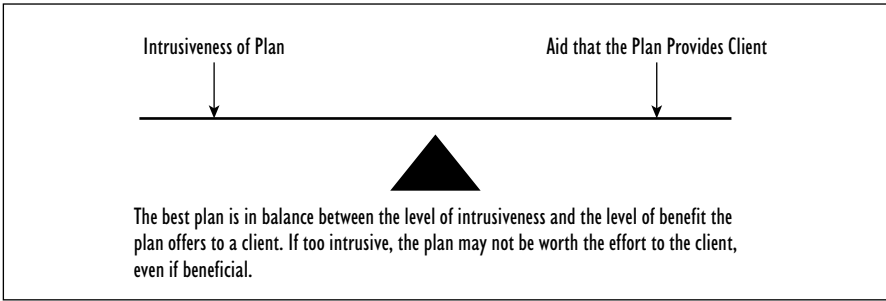 Intrusiveness of Plan
Aid that the Plan Provides Client
The best plan is in balance between the level of intrusiveness and the level of benefit the
plan offers to a client. If too intrusive, the plan may not be worth the effort to the client,
even if beneficial.